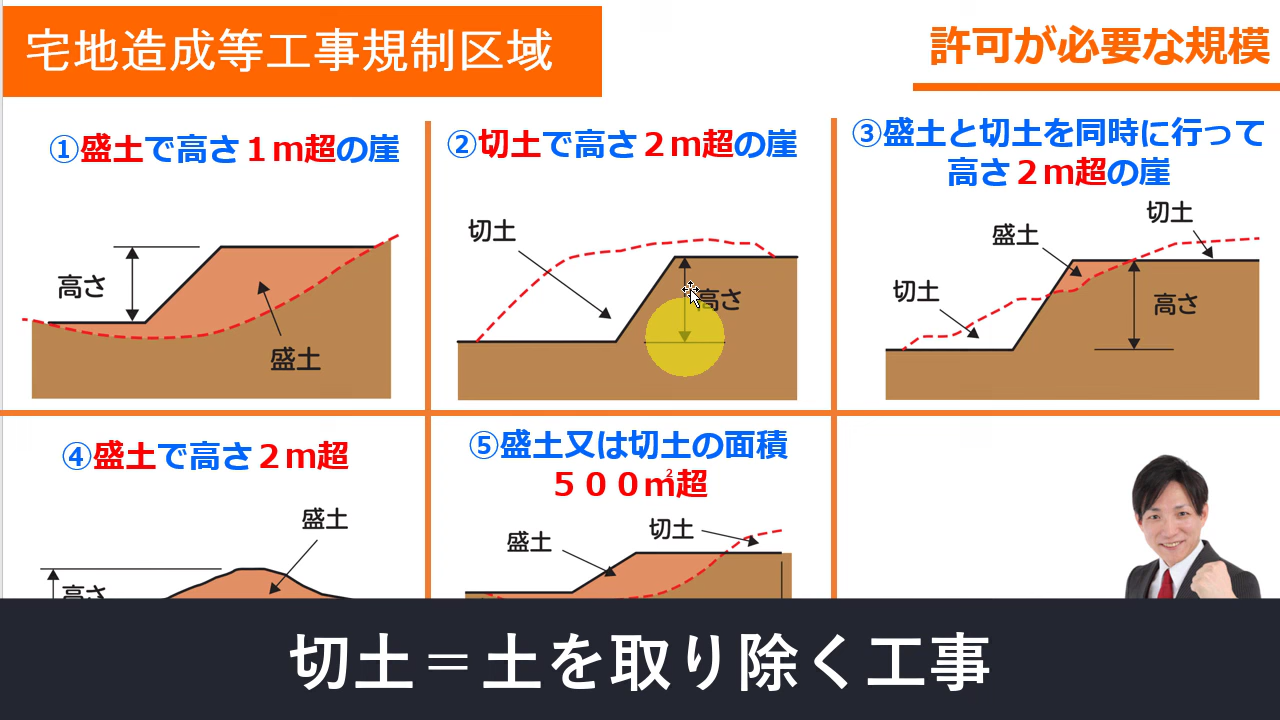 宅地造成等工事規制区域
許可が必要な規模
①盛土で高さ１ｍ超の崖
高さ
盛土
②切土で高さ２ｍ超の崖
切土
高さ
③盛土と切土を同時に行って
高さ２ｍ超の崖
切土
盛土
切土
高さ
④盛土で高さ２ｍ超
盛土
高さ
⑤盛土又は切土の面積
５００㎡超
切土
盛土
切土＝土を取り除く工事